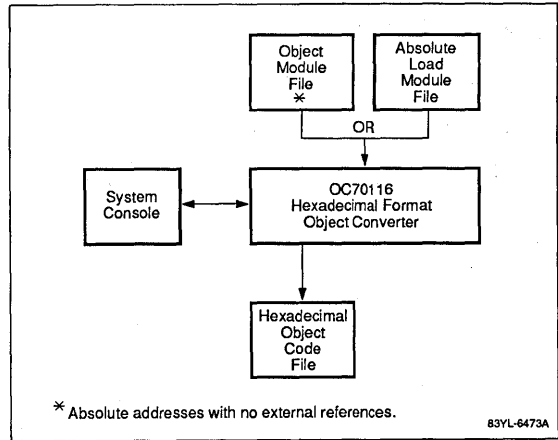 Object
Module
File
*
Absolute
Load
Module
File
OR
System
Console
OC70116
Hexadecimal Format
Object Converter
Hexadecimal
Object
Code
File
* Absolute addresses with no external references.
83YL-6473A